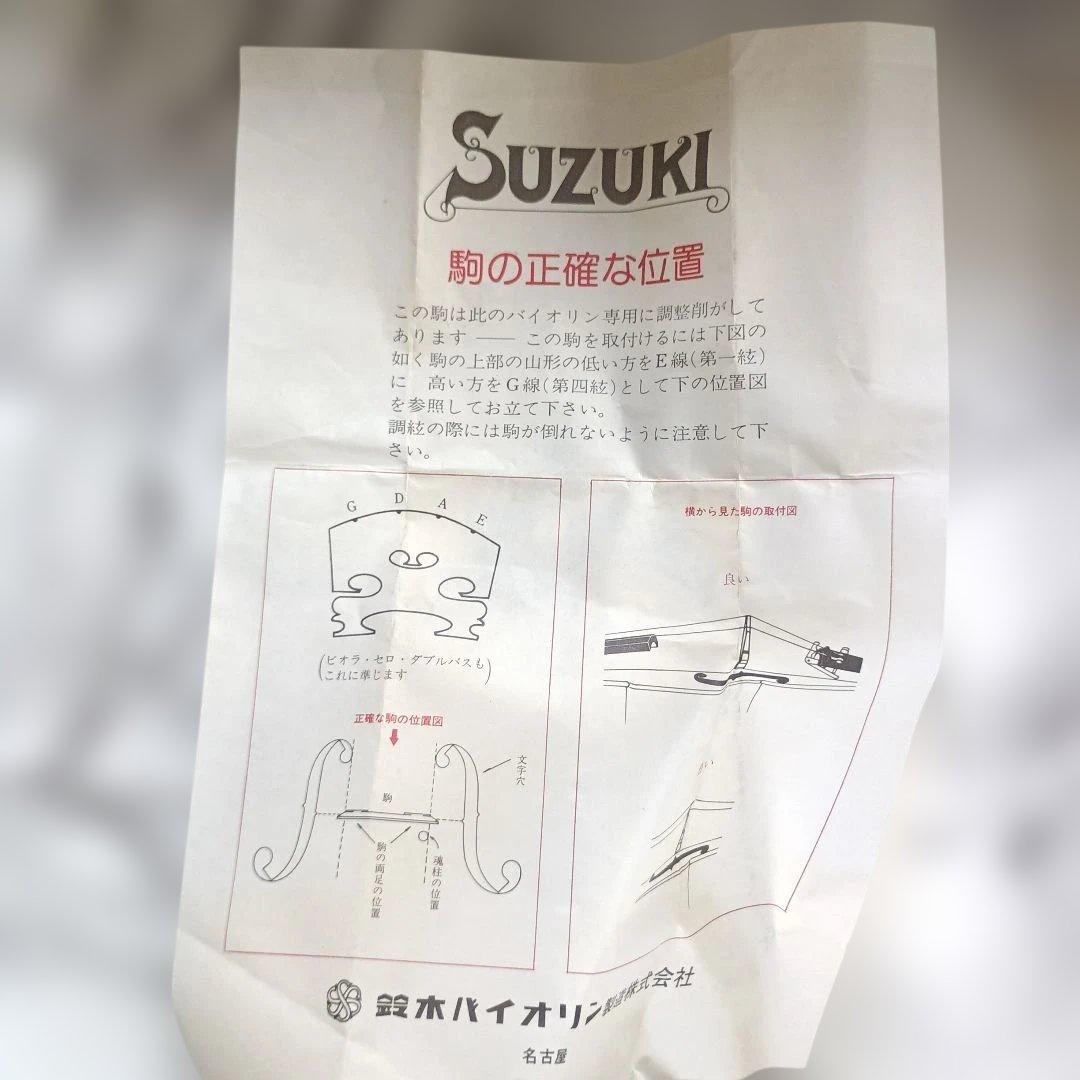 SUZUKI
駒の正確な位置
この駒は此のバイオリン専用に調整削がして
あります ── この駒を取付けるには下図の
如く駒の上部の山形の低い方をE線(第一絃)
に 高い方をG線(第四絃)として下の位置図
を参照してお立て下さい。
調絃の際には駒が倒れないように注意して下
さい。
G D A E
(ビオラ・セロ・ダブルバスも
これに準じます)
正確な駒の位置図
文字穴
駒
駒の両足の位置
魂柱の位置
横から見た駒の取付図
良い
鈴木バイオリン製造株式会社
名古屋